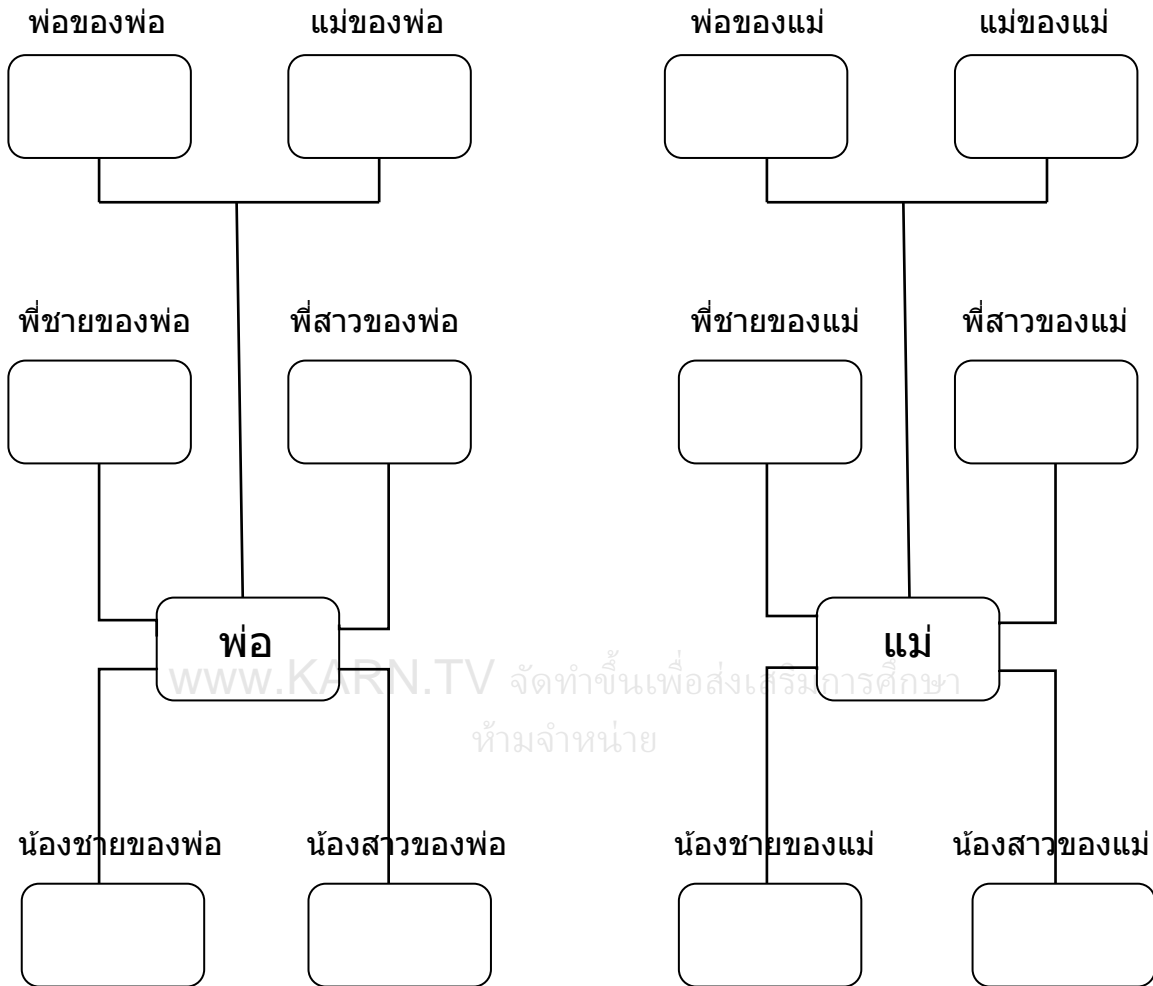 พ่อของพ่อ แม่ของพ่อ พ่อของแม่ แม่ของแม่
พี่ชายของพ่อ พี่สาวของพ่อ พี่ชายของแม่ พี่สาวของแม่
พ่อ แม่
www.KARN.TV จัดทำขึ้นเพื่อส่งเสริมการศึกษา
ห้ามจำหน่าย
น้องชายของพ่อ น้องสาวของพ่อ น้องชายของแม่ น้องสาวของแม่